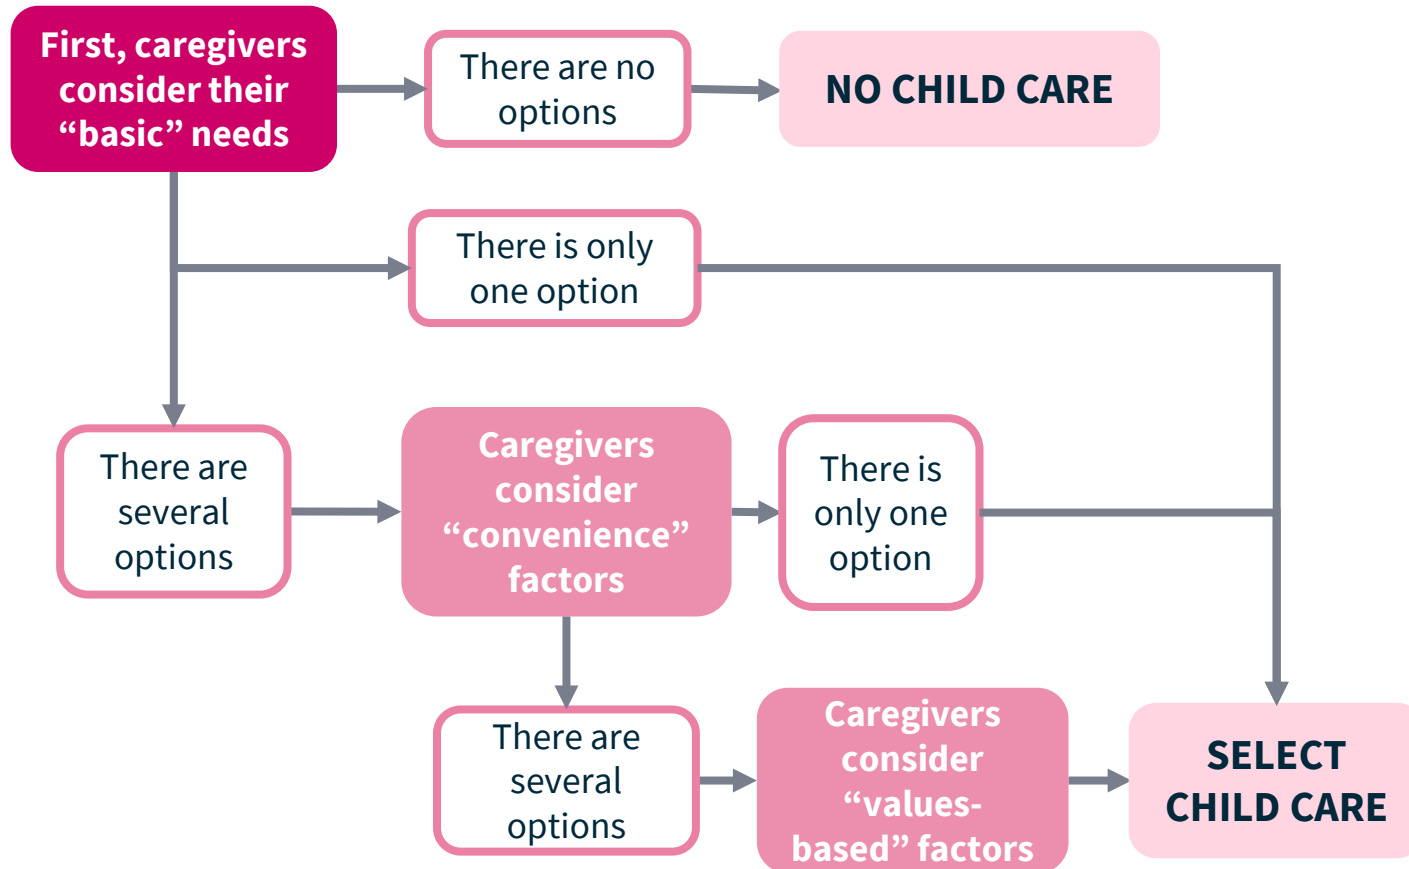 First, caregivers
consider their
“basic” needs
There are no
options
NO CHILD CARE
There is only
one option
There are
several
options
Caregivers
consider
“convenience”
factors
There is
only one
option
There are
several
options
Caregivers
consider
“values-
based” factors
SELECT
CHILD CARE